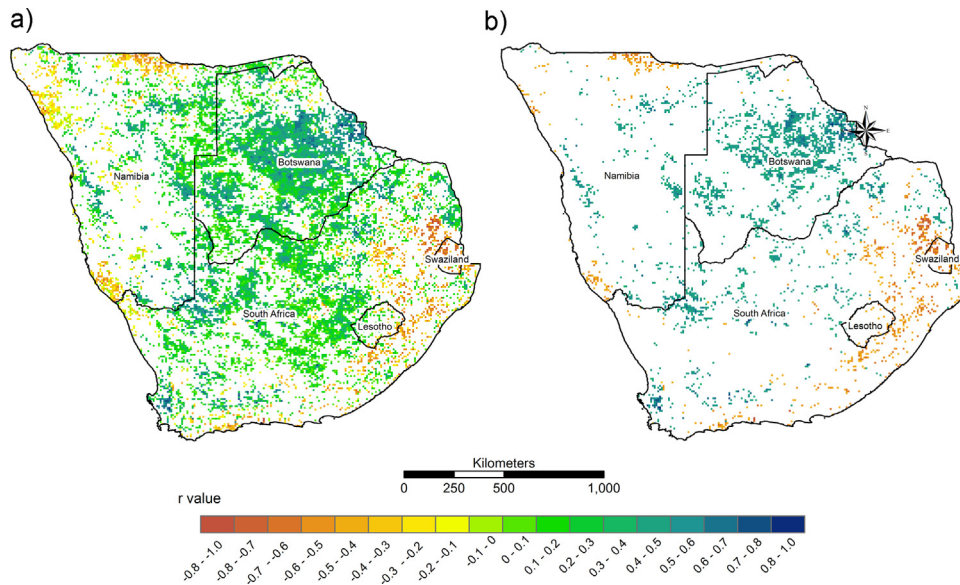 a)
b)
N
E
Namibia
Botswana
Swaziland
South Africa
Lesotho
Namibia
Botswana
Swaziland
South Africa
Lesotho
Kilometers
0 250 500 1,000
r value
-0.8 - 1.0
-0.8 - -0.7
-0.7 - -0.6
-0.6 - -0.5
-0.5 - -0.4
-0.4 - -0.3
-0.3 - -0.2
-0.2 - -0.1
-0.1 - 0
0 - 0.1
0.1 - 0.2
0.2 - 0.3
0.3 - 0.4
0.4 - 0.5
0.5 - 0.6
0.6 - 0.7
0.7 - 0.8
0.8 - 1.0